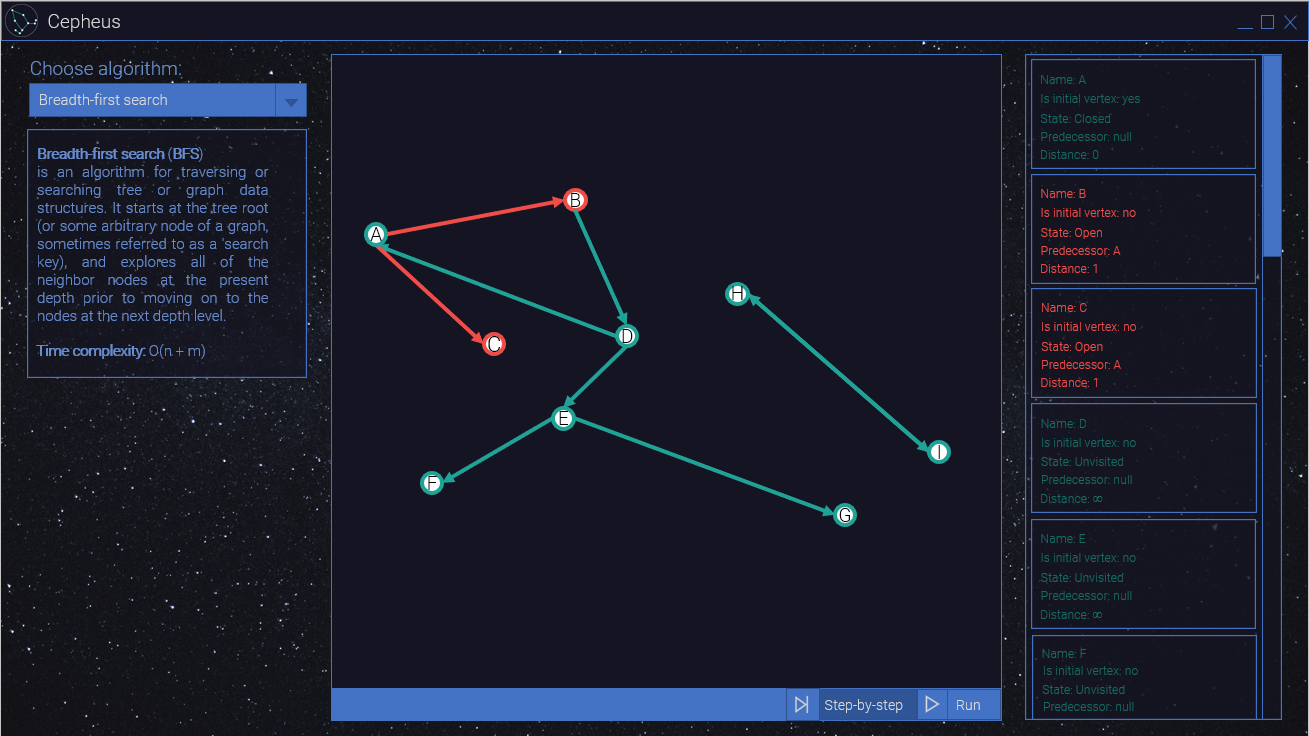 Cepheus
Choose algorithm:
Breadth-first search
Breadth-first search (BFS)
is an algorithm for traversing or
searching tree or graph data
structures. It starts at the tree root
(or some arbitrary node of a graph,
sometimes referred to as a 'search
key), and explores all of the
neighbor nodes at the present
depth prior to moving on to the
nodes at the next depth level.
Time complexity: O(n + m)
B
A
H
D
C
E
I
F
G
Step-by-step
Run
Name: A
Is initial vertex: yes
State: Closed
Predecessor: null
Distance: 0
Name: B
Is initial vertex: no
State: Open
Predecessor: A
Distance: 1
Name: C
Is initial vertex: no
State: Open
Predecessor: A
Distance: 1
Name: D
Is initial vertex: no
State: Unvisited
Predecessor: null
Distance: ∞
Name: E
Is initial vertex: no
State: Unvisited
Predecessor: null
Distance: ∞
Name: F
Is initial vertex: no
State: Unvisited
Predecessor: null